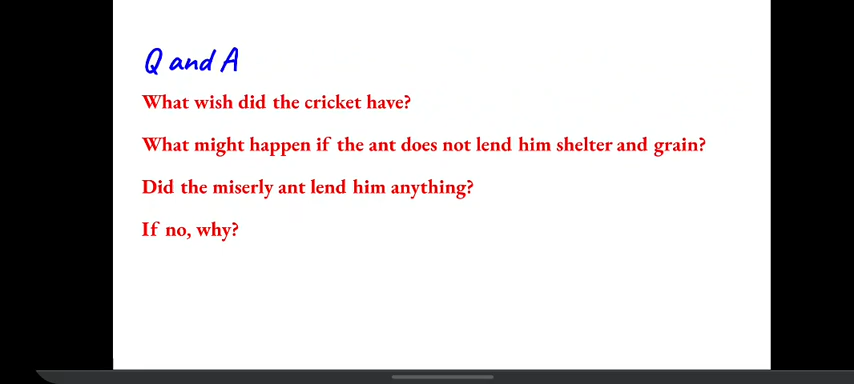 Q and A
What wish did the cricket have?
What might happen if the ant does not lend him shelter and grain?
Did the miserly ant lend him anything?
If no, why?